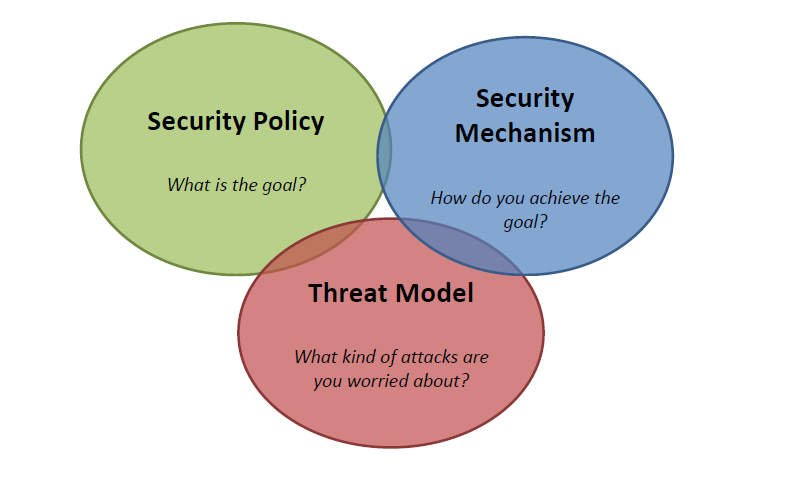 Security Policy
What is the goal?
Security
Mechanism
How do you achieve the
goal?
Threat Model
What kind of attacks are
you worried about?